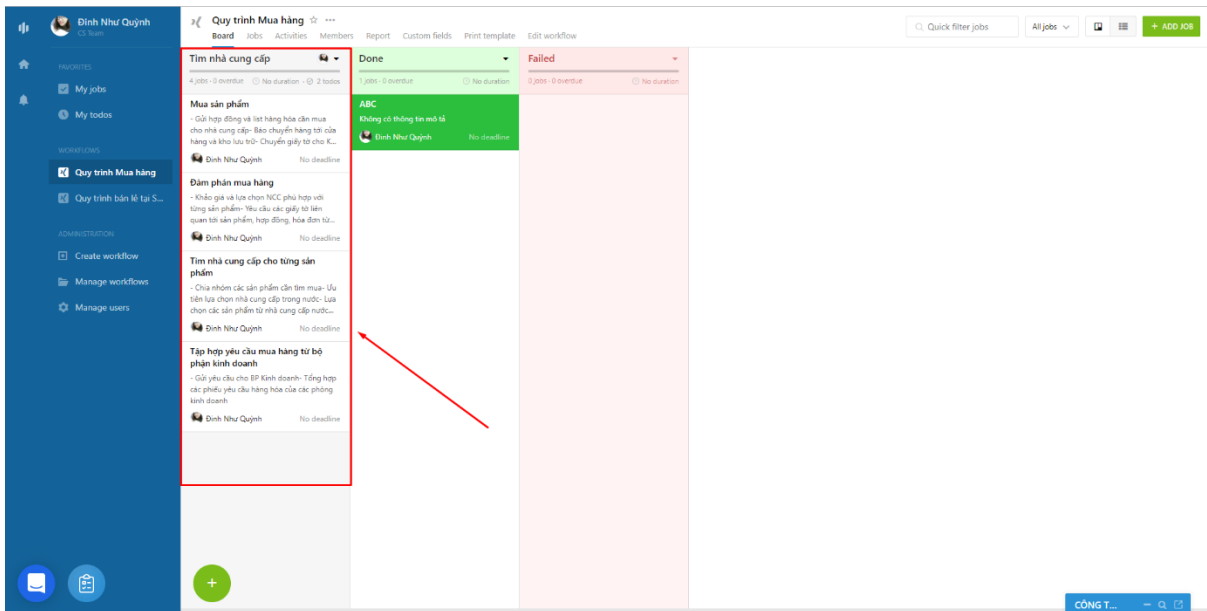 Đinh Như Quỳnh
CS Team
FAVORITES
My jobs
My todos
WORKFLOWS
Quy trình Mua hàng
Quy trình bán lẻ tại S...
ADMINISTRATION
Create workflow
Manage workflows
Manage users
Quy trình Mua hàng
Board Jobs Activities Members Report Custom fields Print template Edit workflow
Quick filter jobs
All jobs
+ ADD JOB
Tìm nhà cung cấp
4 jobs - 0 overdue No duration - 2 todos
Mua sản phẩm
- Gửi hợp đồng và list hàng hóa cần mua
cho nhà cung cấp- Báo chuyển hàng tới cửa
hàng và kho lưu trữ- Chuyển giấy tờ cho K...
Đinh Như Quỳnh No deadline
Đàm phán mua hàng
- Khảo giá và lựa chọn NCC phù hợp với
từng sản phẩm- Yêu cầu các giấy tờ liên
quan tới sản phẩm, hợp đồng, hóa đơn từ...
Đinh Như Quỳnh No deadline
Tìm nhà cung cấp cho từng sản
phẩm
- Chia nhóm các sản phẩm cần tìm mua- Ưu
tiên lựa chọn nhà cung cấp trong nước- Lựa
chọn các sản phẩm từ nhà cung cấp nước...
Đinh Như Quỳnh No deadline
Tập hợp yêu cầu mua hàng từ bộ
phận kinh doanh
- Gửi yêu cầu cho BP Kinh doanh- Tổng hợp
các phiếu yêu cầu hàng hóa của các phòng
kinh doanh
Đinh Như Quỳnh No deadline
Done
1 jobs - 0 overdue No duration
ABC
Không có thông tin mô tả
Đinh Như Quỳnh No deadline
Failed
0 jobs - 0 overdue No duration
CÔNG T...